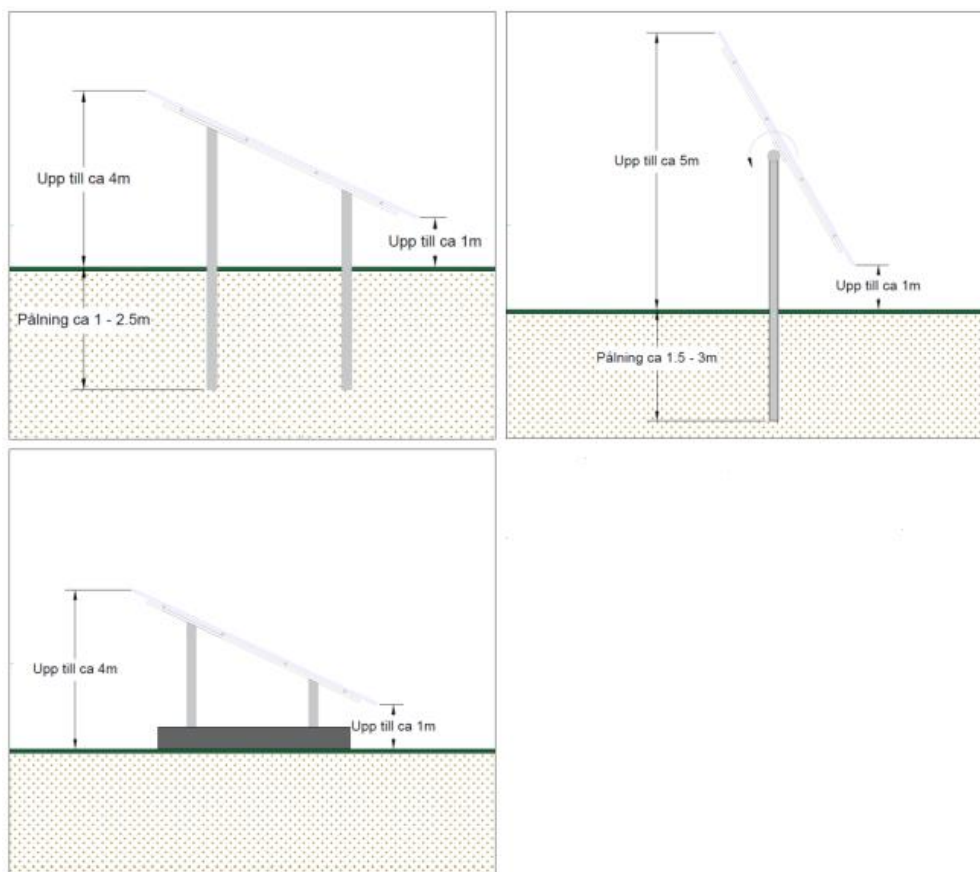 Upp till ca 4m
Upp till ca 1m
Pålning ca 1 - 2.5m
Upp till ca 5m
Upp till ca 1m
Pålning ca 1.5 - 3m
Upp till ca 4m
Upp till ca 1m